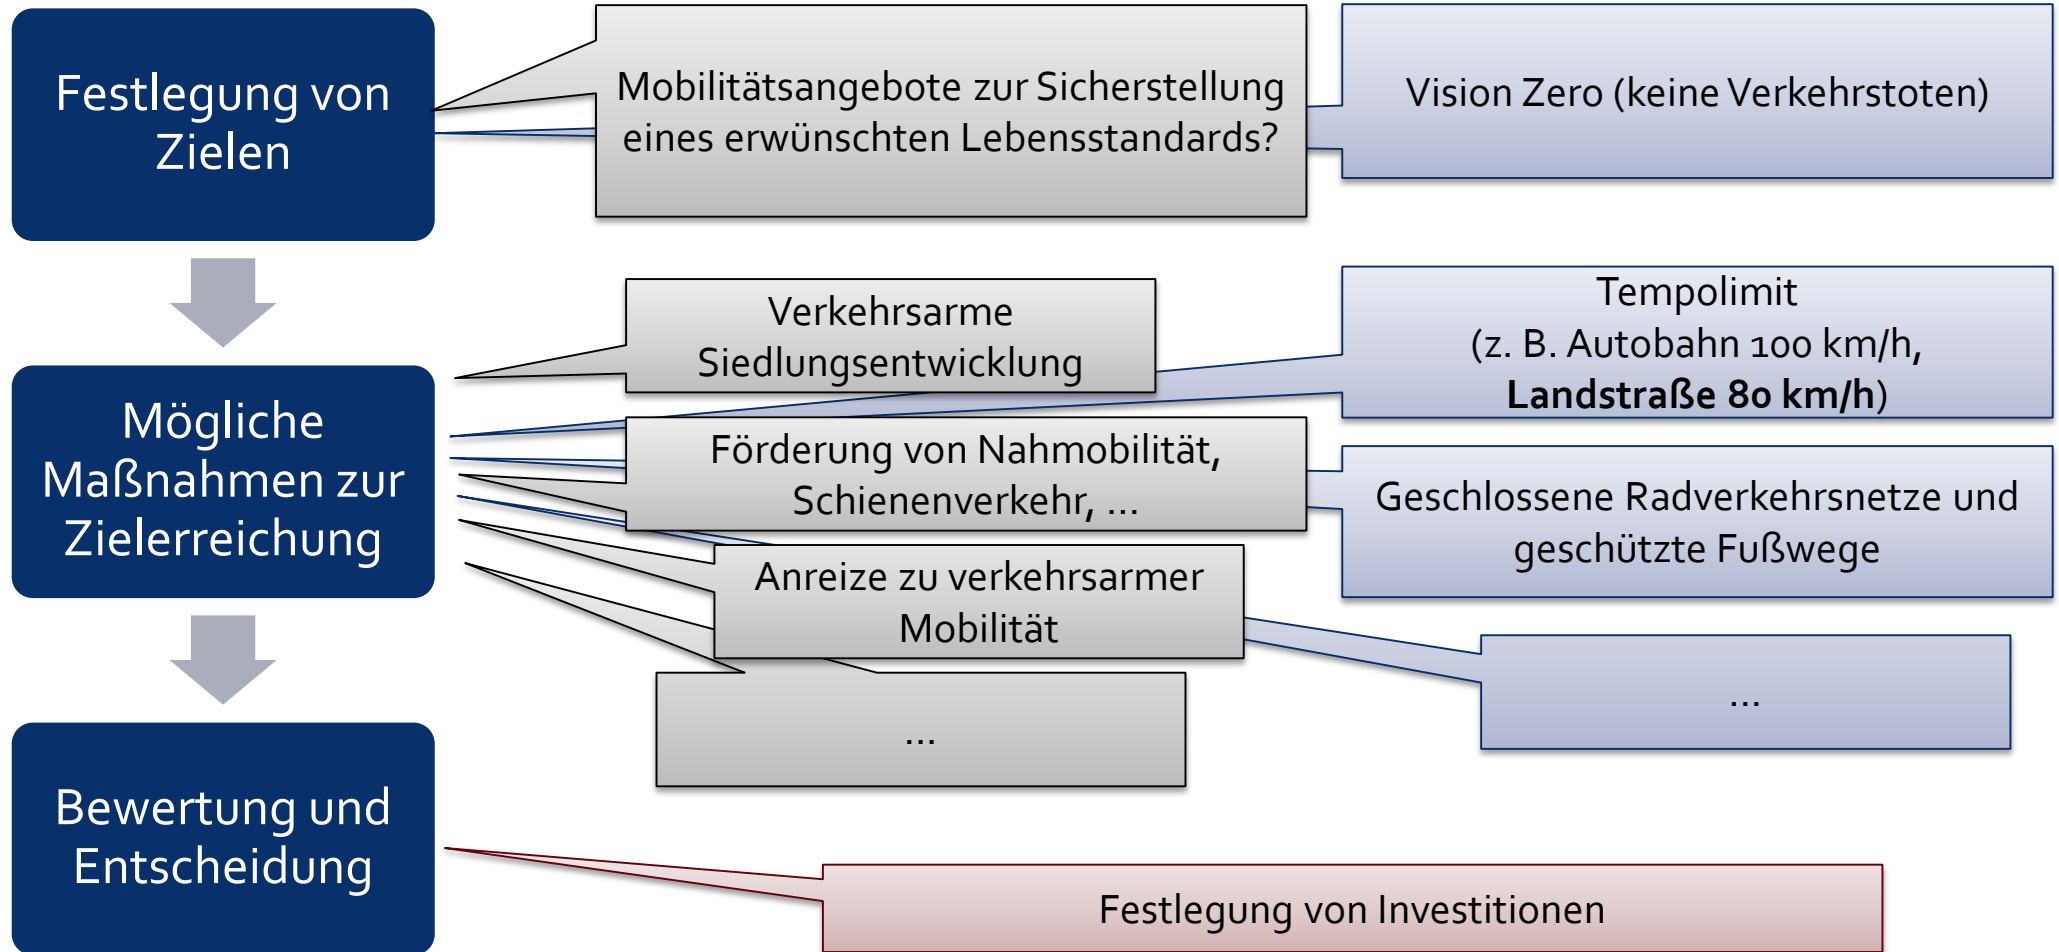 Festlegung von
Zielen
Mobilitätsangebote zur Sicherstellung
eines erwünschten Lebensstandards?
Vision Zero (keine Verkehrstoten)
Mögliche
Maßnahmen zur
Zielerreichung
Verkehrsarme
Siedlungsentwicklung
Tempolimit
(z. B. Autobahn 100 km/h,
Landstraße 80 km/h)
Förderung von Nahmobilität,
Schienenverkehr, ...
Geschlossene Radverkehrsnetze und
geschützte Fußwege
Anreize zu verkehrsarmer
Mobilität
...
...
Bewertung und
Entscheidung
Festlegung von Investitionen